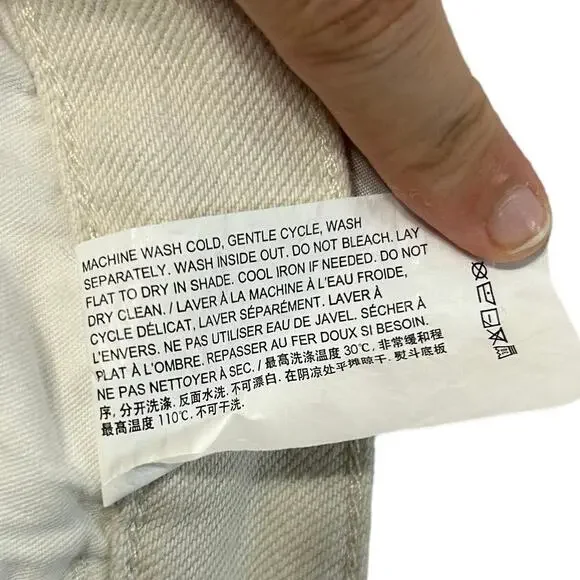 MACHINE WASH COLD, GENTLE CYCLE, WASH
SEPARATELY. WASH INSIDE OUT. DO NOT BLEACH. LAY
FLAT TO DRY IN SHADE. COOL IRON IF NEEDED. DO NOT
DRY CLEAN. / LAVER À LA MACHINE À L'EAU FROIDE,
CYCLE DÉLICAT, LAVER SÉPARÉMENT. LAVER À
L'ENVERS. NE PAS UTILISER EAU DE JAVEL. SÉCHER À
PLAT À L'OMBRE. REPASSER AU FER DOUX SI BESOIN.
NE PAS NETTOYER À SEC. / 最高洗涤温度 30℃, 非常缓和程
序, 分开洗涤. 反面水洗. 不可漂白. 在阴凉处平摊晾干. 熨斗底板
最高温度 110℃. 不可干洗.